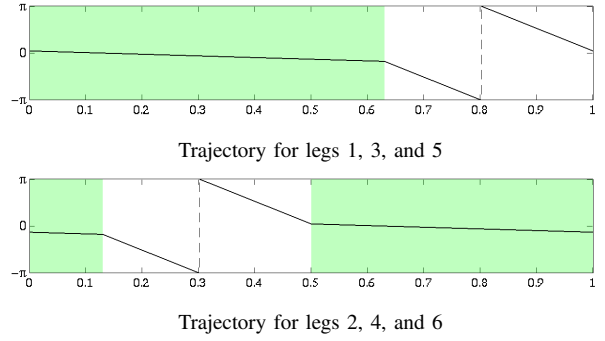 π
0
−π
0 0.1 0.2 0.3 0.4 0.5 0.6 0.7 0.8 0.9 1
Trajectory for legs 1, 3, and 5
π
0
−π
0 0.1 0.2 0.3 0.4 0.5 0.6 0.7 0.8 0.9 1
Trajectory for legs 2, 4, and 6